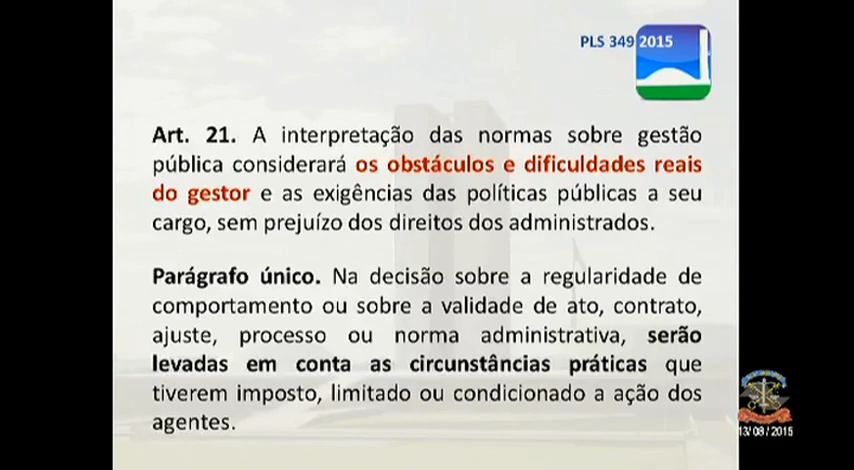 PLS 349 2015
Art. 21. A interpretação das normas sobre gestão
pública considerará os obstáculos e dificuldades reais
do gestor e as exigências das políticas públicas a seu
cargo, sem prejuízo dos direitos dos administrados.
Parágrafo único. Na decisão sobre a regularidade de
comportamento ou sobre a validade de ato, contrato,
ajuste, processo ou norma administrativa, serão
levadas em conta as circunstâncias práticas que
tiverem imposto, limitado ou condicionado a ação dos
agentes.
13/08/2015